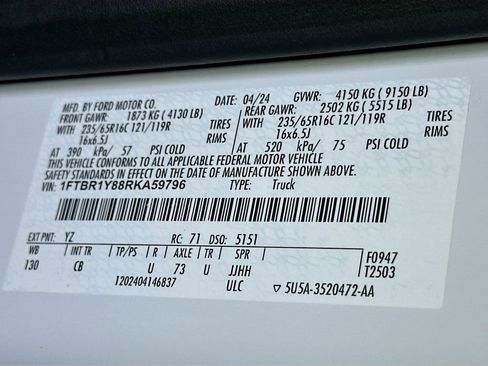 MFD. BY FORD MOTOR CO. DATE: 04/24 GVWR: 4150 KG ( 9150 LB)
FRONT GAWR: 1873 KG ( 4130 LB) REAR GAWR: 2502 KG ( 5515 LB)
WITH 235/65R16C 121/119R TIRES WITH 235/65R16C 121/119R TIRES
16x6.5J RIMS 16x6.5J RIMS
AT 390 kPa/ 57 PSI COLD AT 520 kPa/ 75 PSI COLD
THIS VEHICLE CONFORMS TO ALL APPLICABLE FEDERAL MOTOR VEHICLE
SAFETY STANDARDS IN EFFECT ON THE DATE OF MANUFACTURE SHOWN ABOVE.
VIN: 1FTBR1Y88RKA59796 TYPE: Truck
EXT PNT: YZ RC: 71 DSO: 5151
WB INT TR TP/PS R AXLE TR SPR F0947
130 CB U 73 U JJHH T2503
1202404146837 ULC ▽ 5U5A-3520472-AA